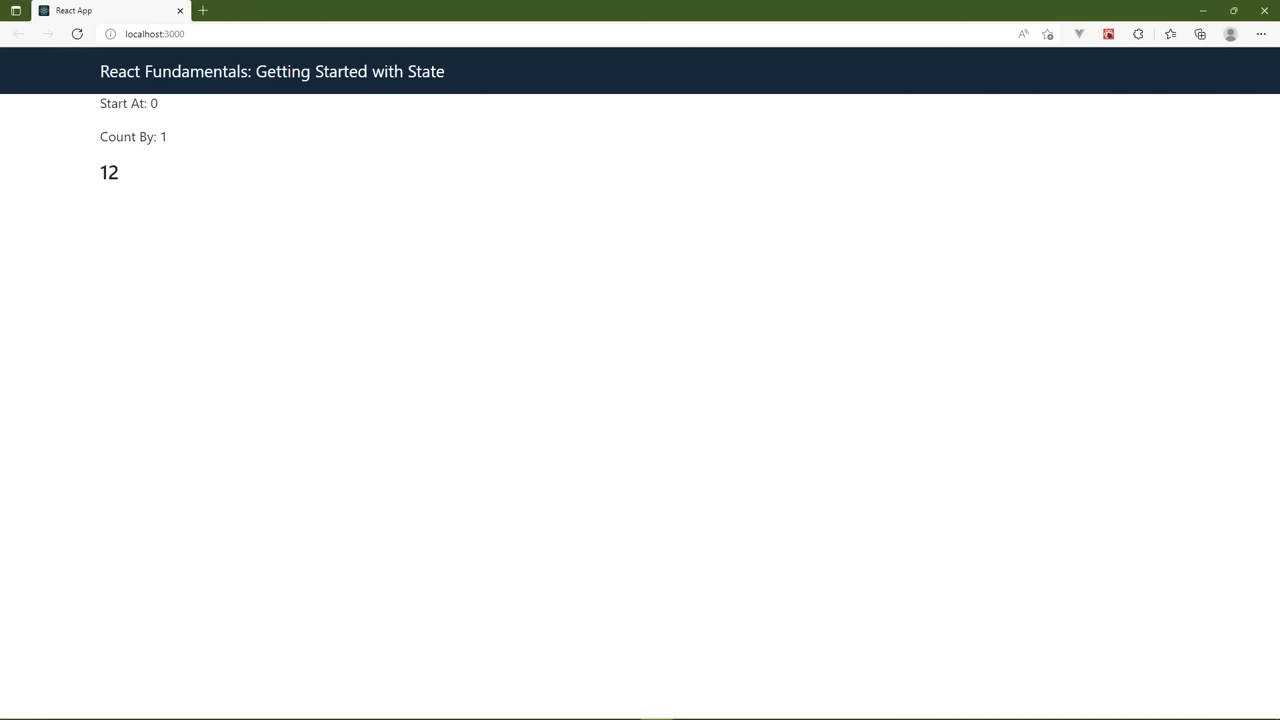 React App
localhost:3000
React Fundamentals: Getting Started with State
Start At: 0
Count By: 1
12